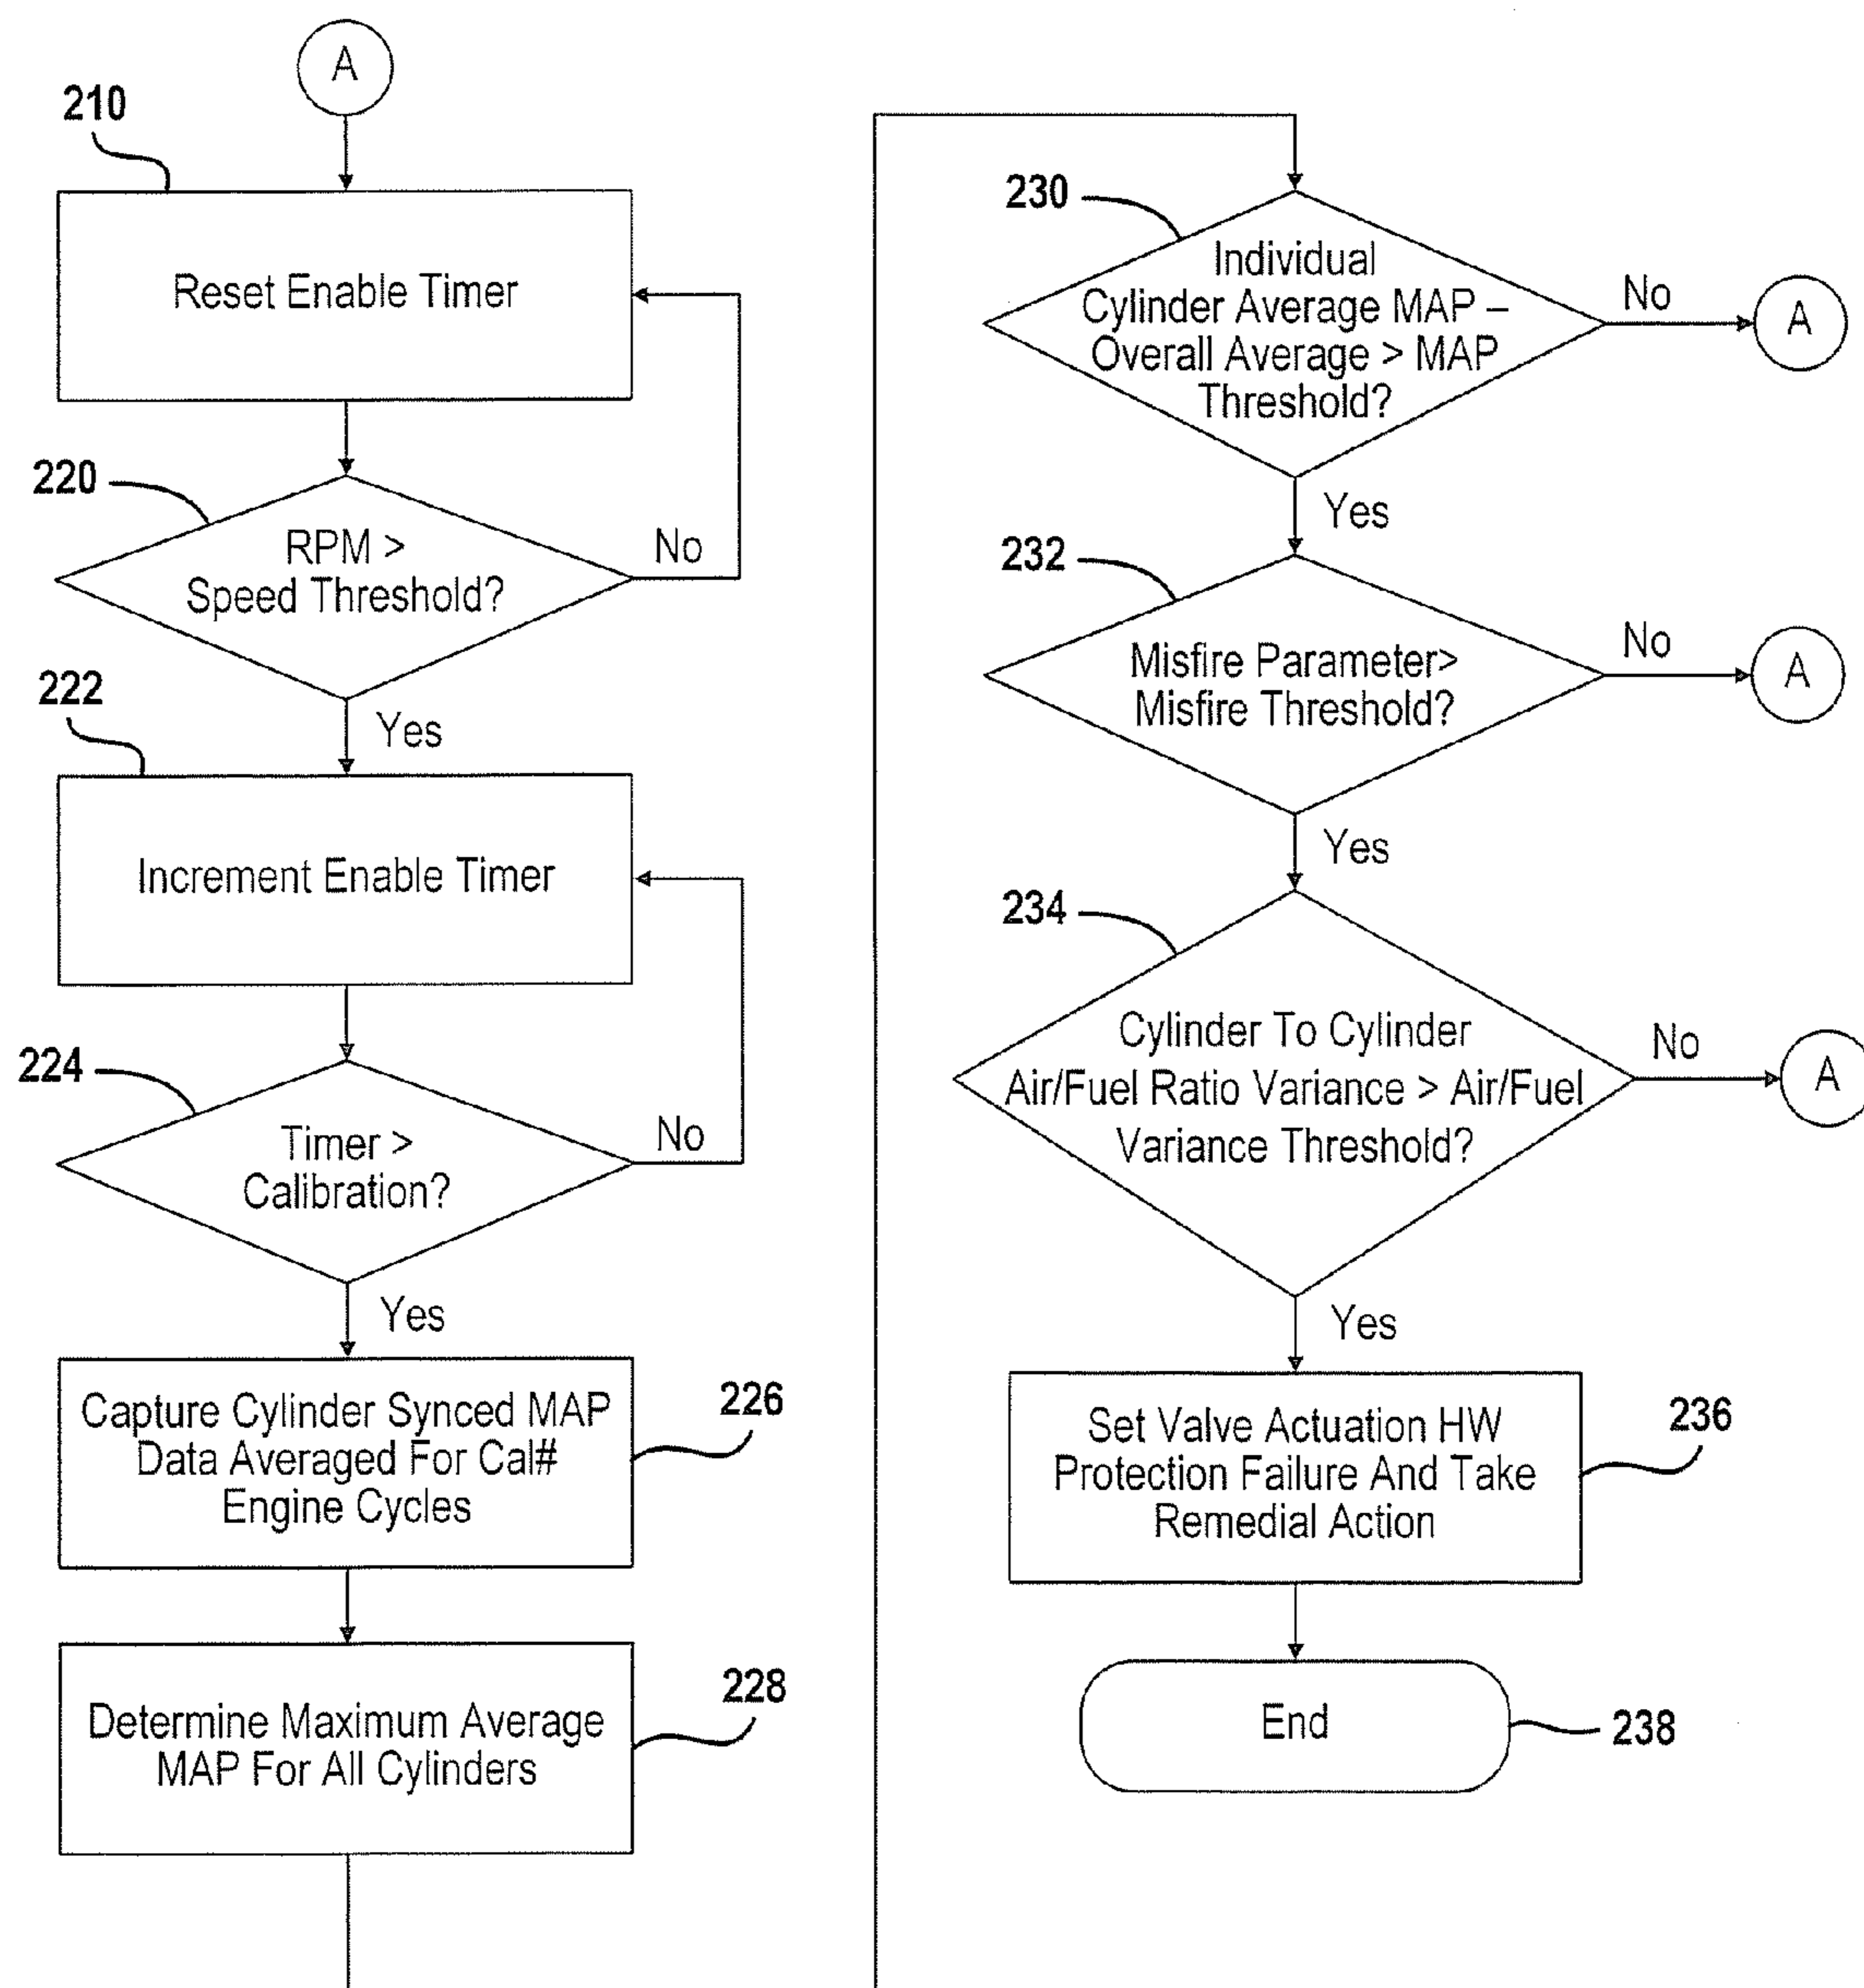 A
210
Reset Enable Timer
220
RPM >
Speed Threshold?
No
Yes
222
Increment Enable Timer
224
Timer >
Calibration?
No
Yes
Capture Cylinder Synced MAP
Data Averaged For Cal#
Engine Cycles
226
Determine Maximum Average
MAP For All Cylinders
228
230
Individual
Cylinder Average MAP –
Overall Average > MAP
Threshold?
No
A
Yes
232
Misfire Parameter>
Misfire Threshold?
No
A
Yes
234
Cylinder To Cylinder
Air/Fuel Ratio Variance > Air/Fuel
Variance Threshold?
No
A
Yes
Set Valve Actuation HW
Protection Failure And Take
Remedial Action
236
End
238